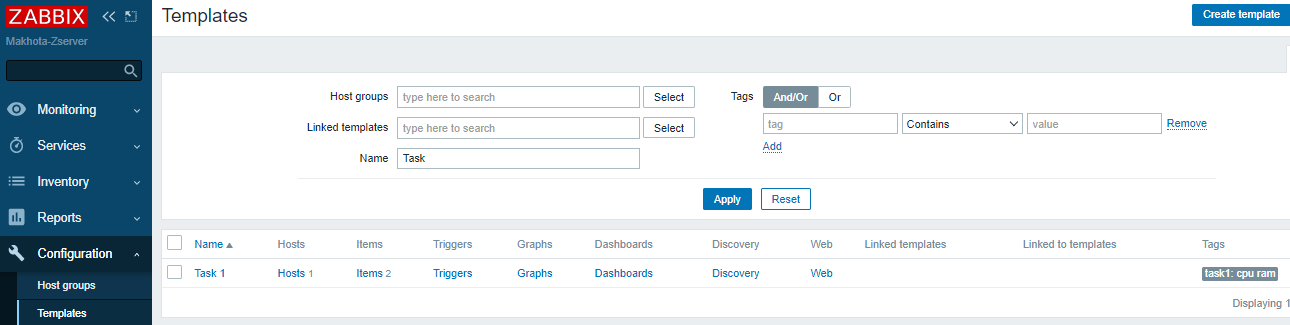 ZABBIX
Templates
Create template
Makhota-Zserver
Host groups type here to search Select Tags And/Or Or
Monitoring
tag Contains value Remove
Linked templates type here to search Select
Services
Add
Name Task
Inventory
Apply Reset
Reports
Configuration
Name Hosts Items Triggers Graphs Dashboards Discovery Web Linked templates Linked to templates Tags
Task 1 Hosts 1 Items 2 Triggers Graphs Dashboards Discovery Web task1: cpu ram
Host groups
Displaying 1
Templates